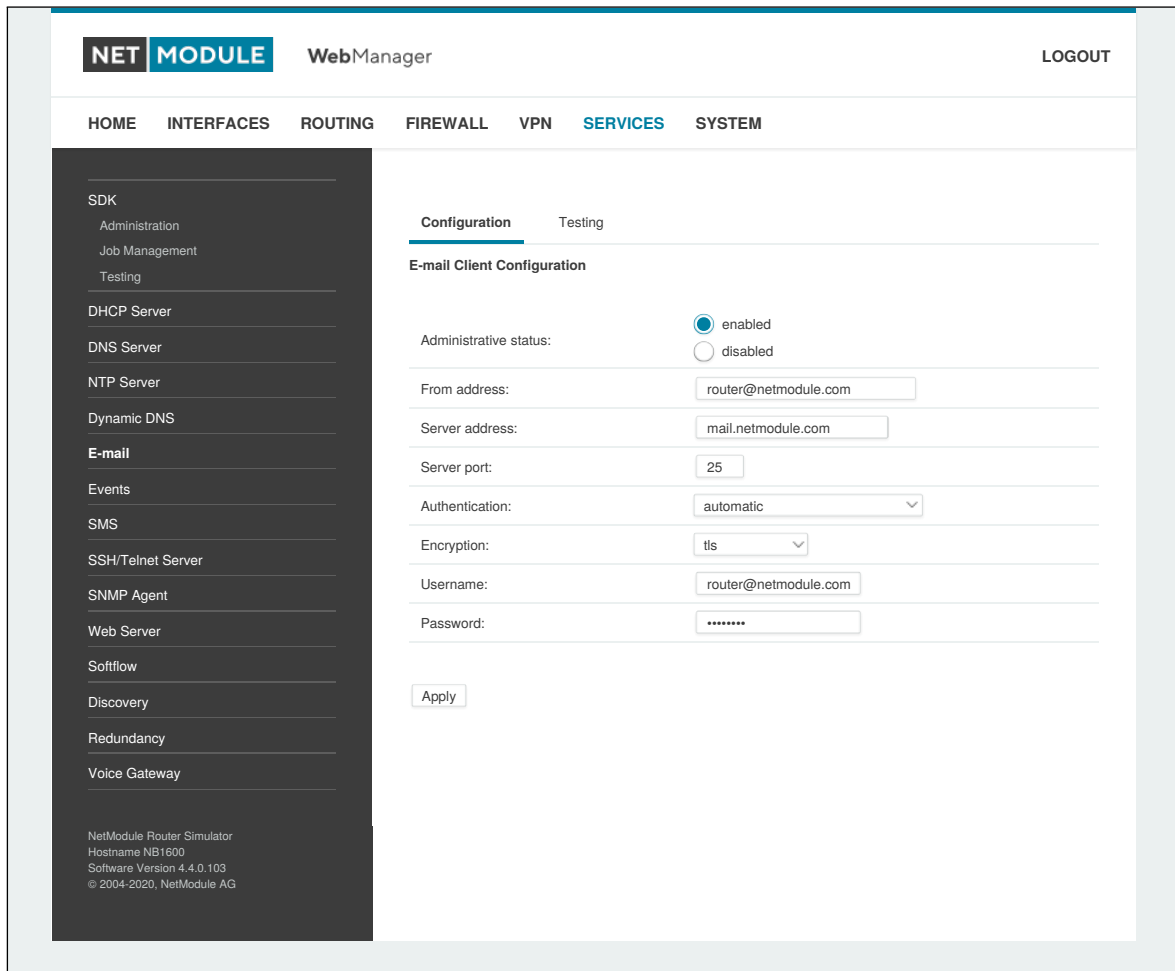 NET MODULE WebManager LOGOUT
HOME INTERFACES ROUTING FIREWALL VPN SERVICES SYSTEM
SDK
Administration
Job Management
Testing
DHCP Server
DNS Server
NTP Server
Dynamic DNS
E-mail
Events
SMS
SSH/Telnet Server
SNMP Agent
Web Server
Softflow
Discovery
Redundancy
Voice Gateway
NetModule Router Simulator
Hostname NB1600
Software Version 4.4.0.103
© 2004-2020, NetModule AG
Configuration Testing
E-mail Client Configuration
Administrative status: enabled
disabled
From address: router@netmodule.com
Server address: mail.netmodule.com
Server port: 25
Authentication: automatic
Encryption: tls
Username: router@netmodule.com
Password: ••••••••
Apply